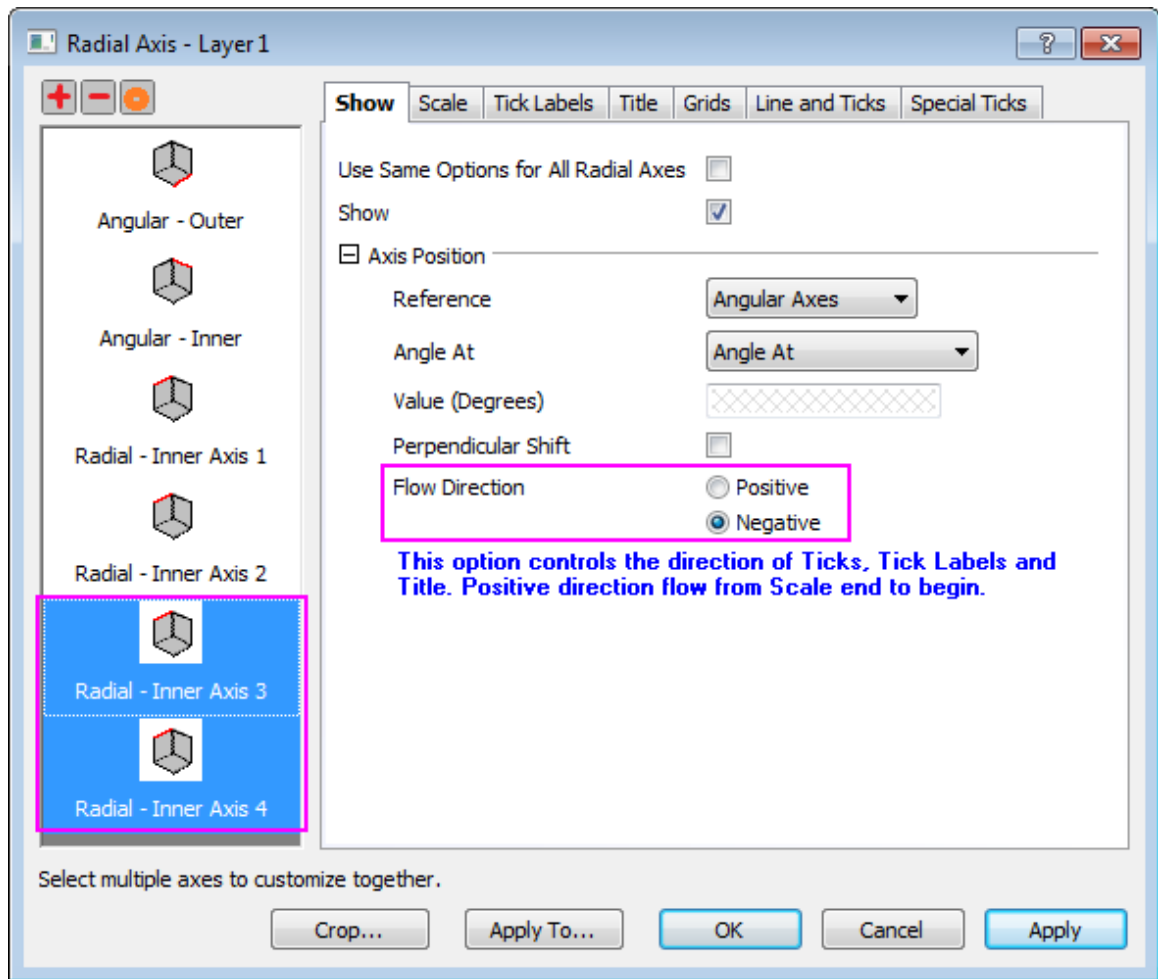 Radial Axis - Layer 1
Show Scale Tick Labels Title Grids Line and Ticks Special Ticks
Angular - Outer
Angular - Inner
Radial - Inner Axis 1
Radial - Inner Axis 2
Radial - Inner Axis 3
Radial - Inner Axis 4
Use Same Options for All Radial Axes
Show
Axis Position
Reference Angular Axes
Angle At Angle At
Value (Degrees)
Perpendicular Shift
Flow Direction Positive
Negative
This option controls the direction of Ticks, Tick Labels and
Title. Positive direction flow from Scale end to begin.
Select multiple axes to customize together.
Crop... Apply To... OK Cancel Apply